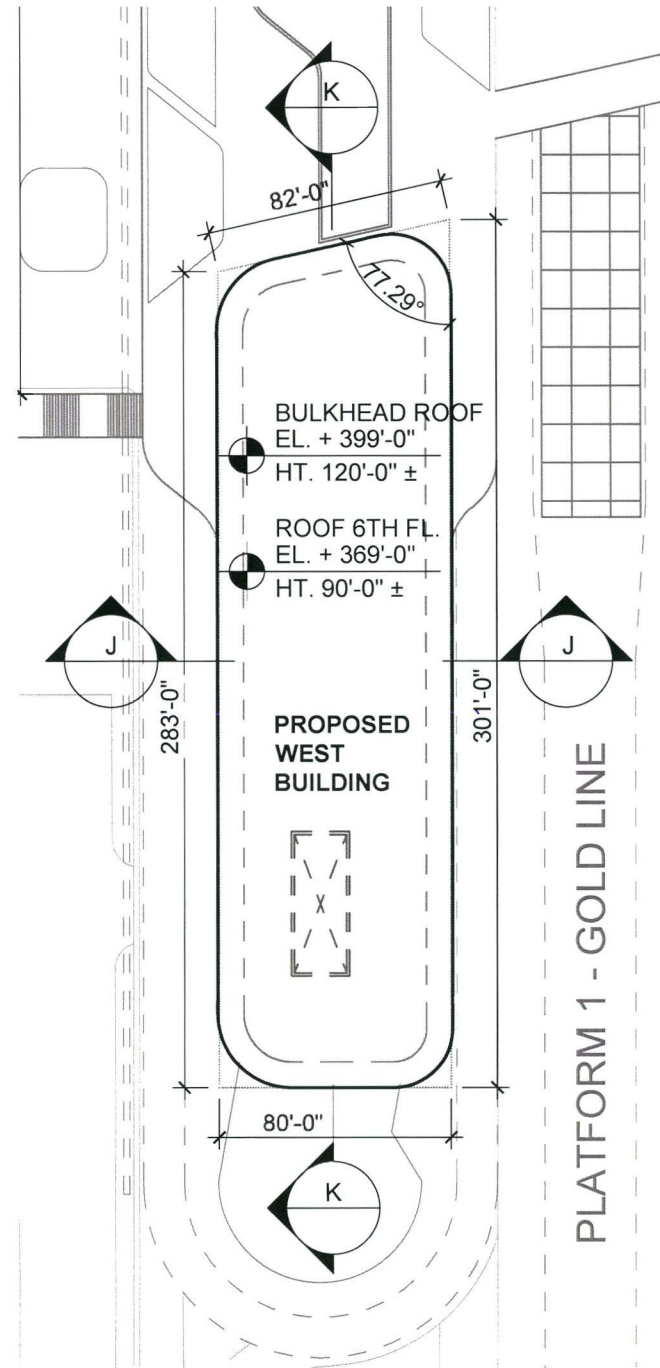 K
82'-0"
77.29°
BULKHEAD ROOF
EL. + 399'-0"
HT. 120'-0" ±
ROOF 6TH FL.
EL. + 369'-0"
HT. 90'-0" ±
J
J
283'-0"
301'-0"
PROPOSED
WEST
BUILDING
PLATFORM 1 - GOLD LINE
80'-0"
K